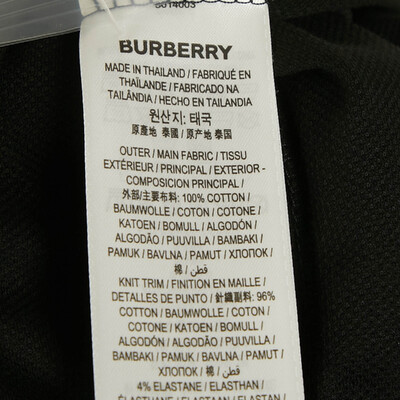 8014003
BURBERRY
MADE IN THAILAND / FABRIQUÉ EN
THAÏLANDE / FABRICADO NA
TAILÂNDIA / HECHO EN TAILANDIA
원산지: 태국
原產地 泰國 / 原产地 泰国
OUTER / MAIN FABRIC / TISSU
EXTÉRIEUR / PRINCIPAL / EXTERIOR -
COMPOSICION PRINCIPAL /
外部/主要布料: 100% COTTON /
BAUMWOLLE / COTON / COTONE /
KATOEN / BOMULL / ALGODÓN /
ALGODÃO / PUUVILLA / BAMBAKI /
PAMUK / BAVLNA / PAMUT / ХЛОПОК /
棉 / قطن /
KNIT TRIM / FINITION EN MAILLE /
DETALLES DE PUNTO / 針織副料: 96%
COTTON / BAUMWOLLE / COTON /
COTONE / KATOEN / BOMULL /
ALGODÓN / ALGODÃO / PUUVILLA /
BAMBAKI / PAMUK / BAVLNA / PAMUT /
ХЛОПОК / 棉 / قطن /
4% ELASTANE / ELASTHAN /
ÉLASTHANNE / ELASTAN / ELASTANO /